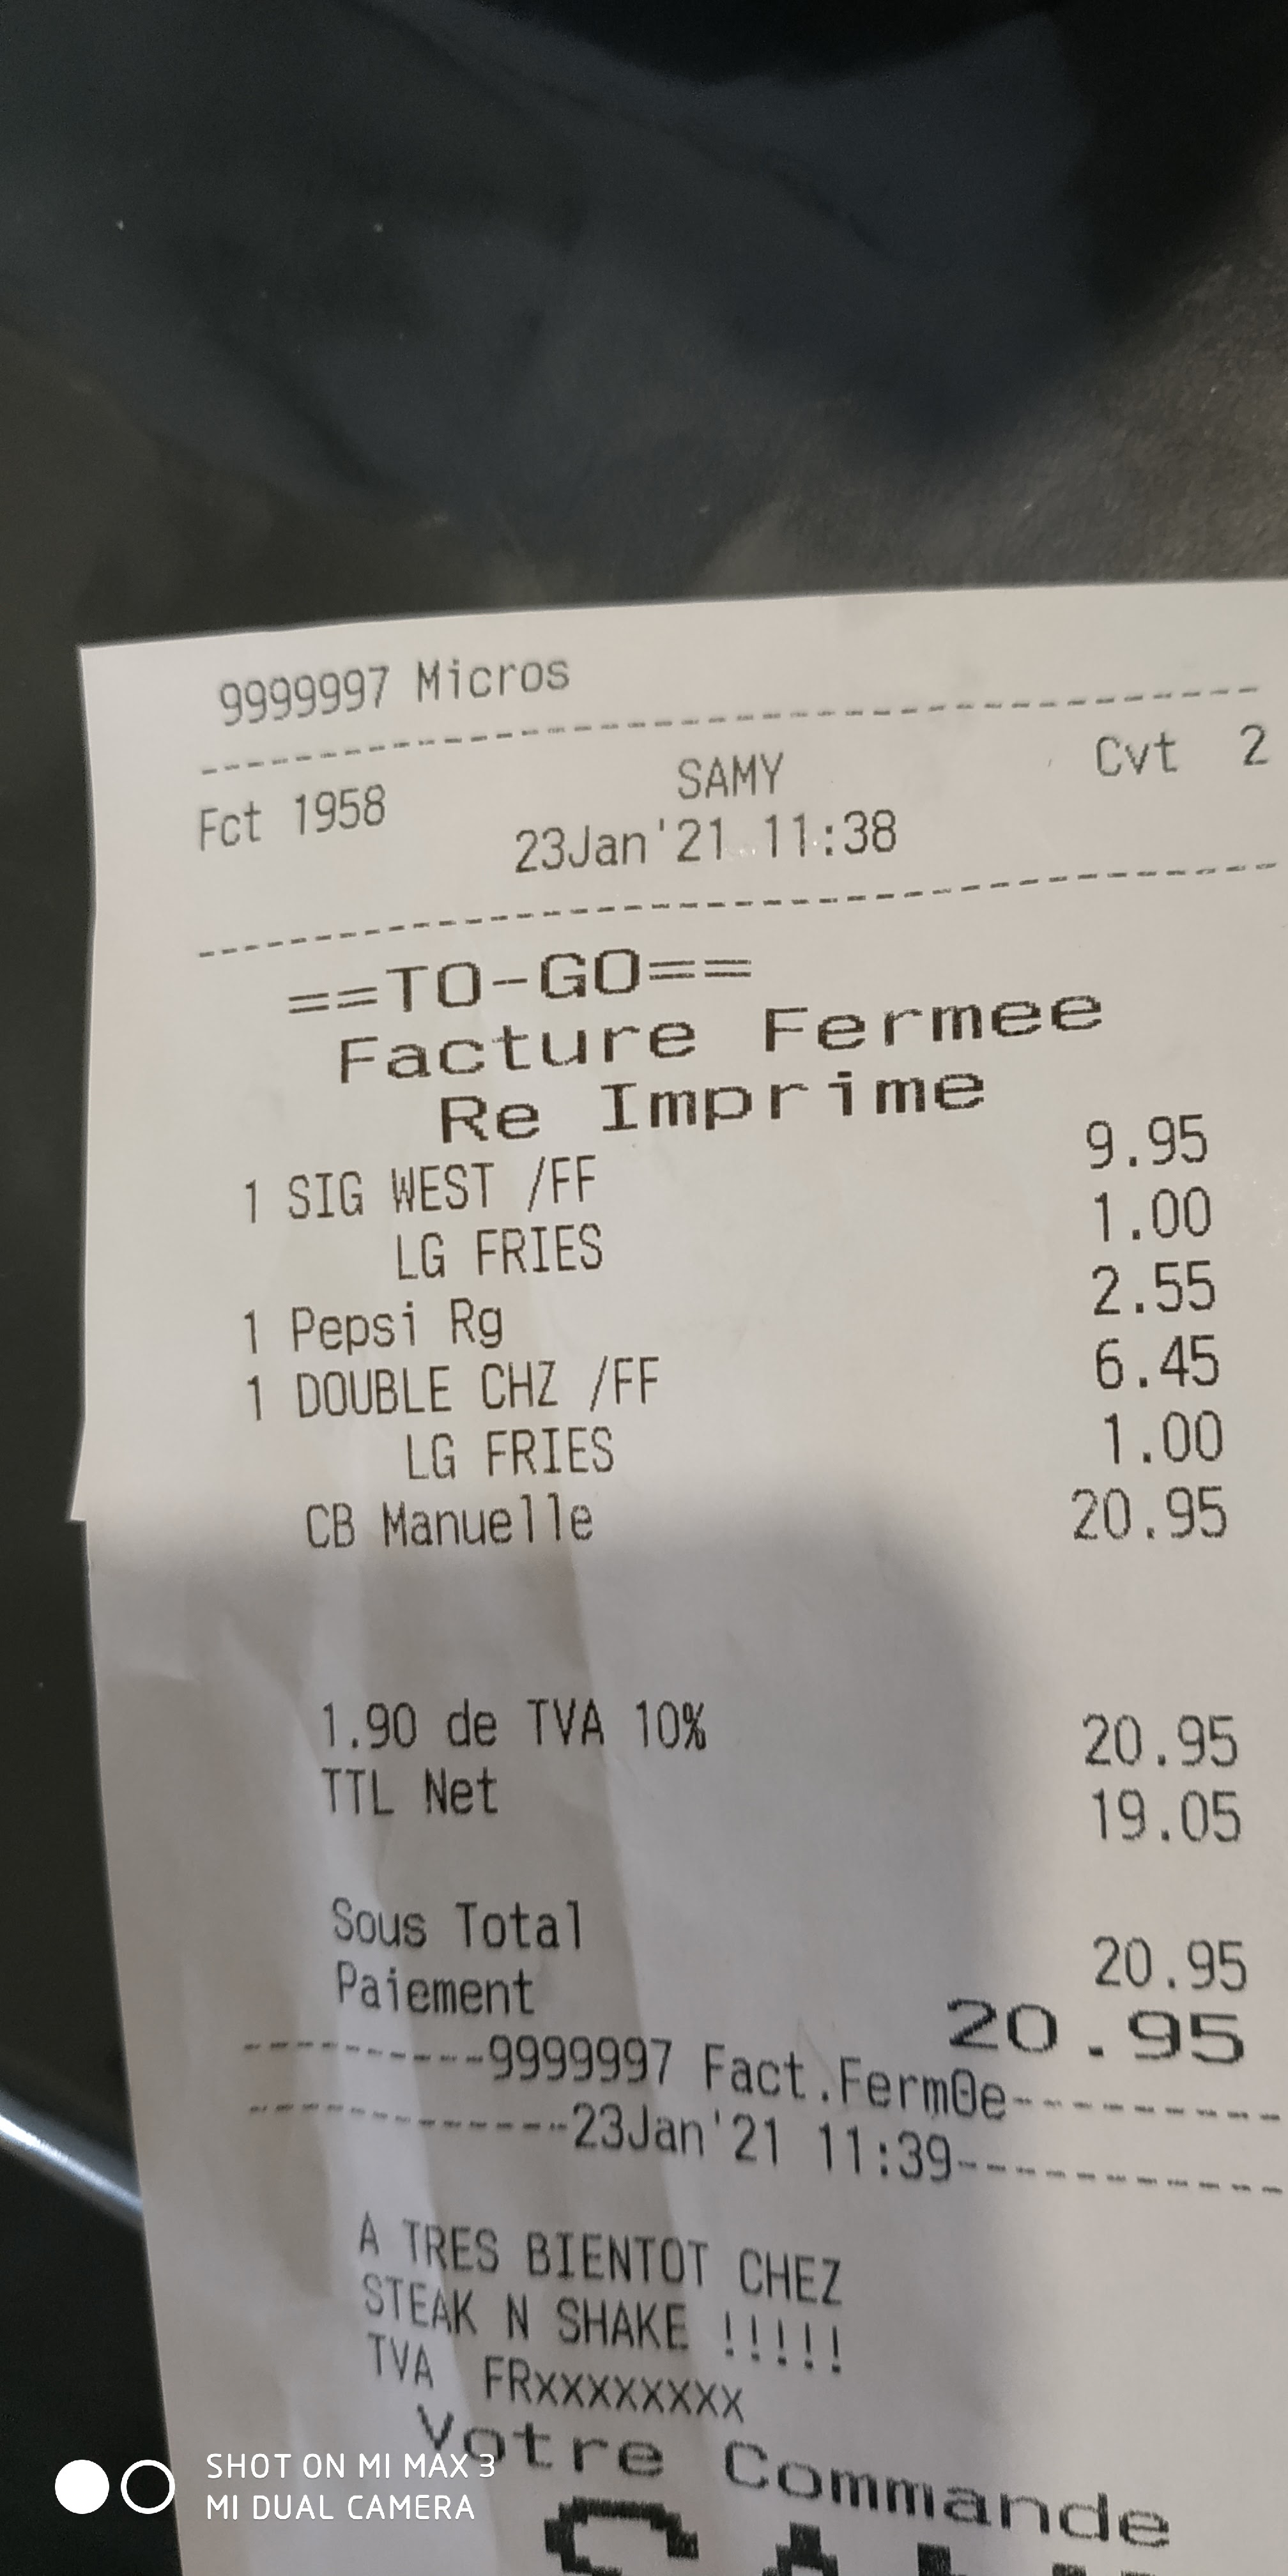 9999997 Micros
--------------------------------
Fct 1958 SAMY Cvt 2
23Jan'21 11:38
--------------------------------
==TO-GO==
Facture Fermee
Re Imprime
1 SIG WEST /FF 9.95
LG FRIES 1.00
1 Pepsi Rg 2.55
1 DOUBLE CHZ /FF 6.45
LG FRIES 1.00
CB Manuelle 20.95
1.90 de TVA 10% 20.95
TTL Net 19.05
Sous Total 20.95
Paiement 20.95
----------9999997 Fact.Ferm0e----------
-------------23Jan'21 11:39------------
A TRES BIENTOT CHEZ
STEAK N SHAKE !!!!!
TVA FRxxxxxxxxx
Votre Commande
SHOT ON MI MAX 3
MI DUAL CAMERA